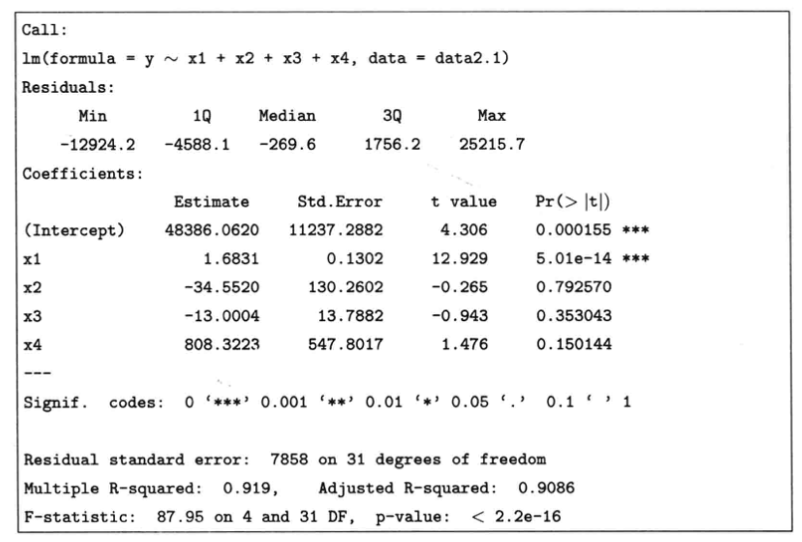 Call:
lm(formula = y ~ x1 + x2 + x3 + x4, data = data2.1)
Residuals:
Min 1Q Median 3Q Max
-12924.2 -4588.1 -269.6 1756.2 25215.7
Coefficients:
Estimate Std.Error t value Pr(> |t|)
(Intercept) 48386.0620 11237.2882 4.306 0.000155 ***
x1 1.6831 0.1302 12.929 5.01e-14 ***
x2 -34.5520 130.2602 -0.265 0.792570
x3 -13.0004 13.7882 -0.943 0.353043
x4 808.3223 547.8017 1.476 0.150144
---
Signif. codes: 0 ‘***’ 0.001 ‘**’ 0.01 ‘*’ 0.05 ‘.’ 0.1 ‘ ’ 1
Residual standard error: 7858 on 31 degrees of freedom
Multiple R-squared: 0.919, Adjusted R-squared: 0.9086
F-statistic: 87.95 on 4 and 31 DF, p-value: < 2.2e-16